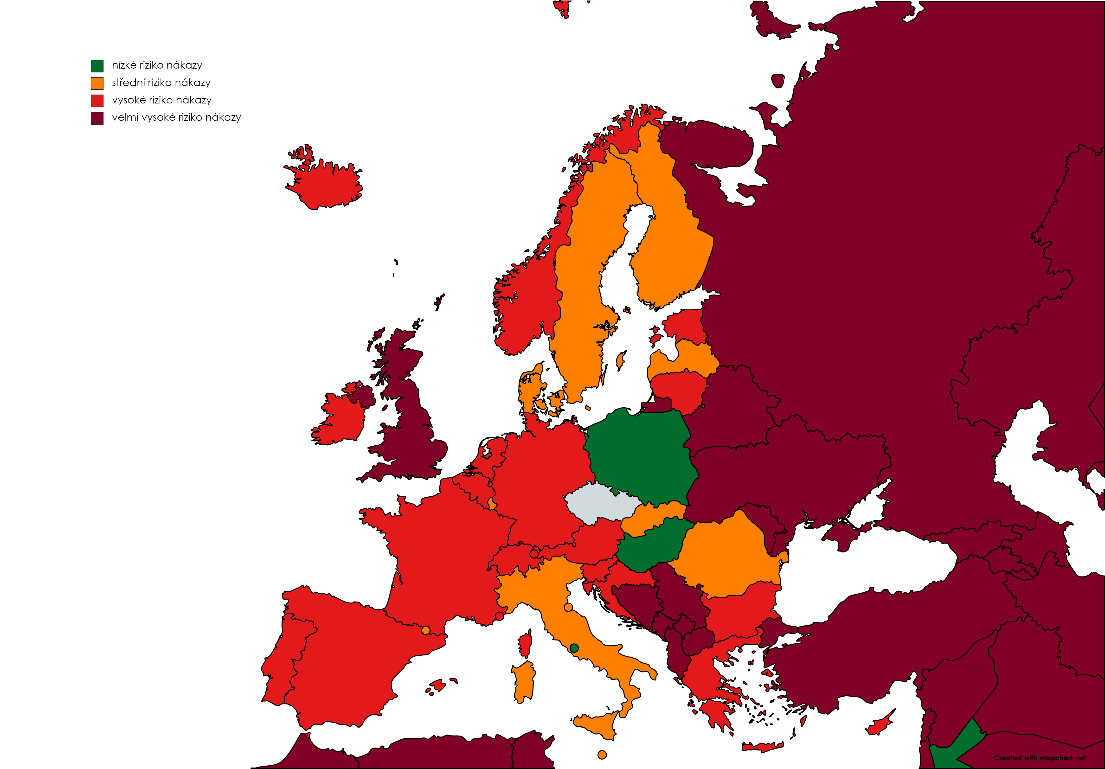 nízké riziko nákazy
střední riziko nákazy
vysoké riziko nákazy
velmi vysoké riziko nákazy
Created with mapchart.net